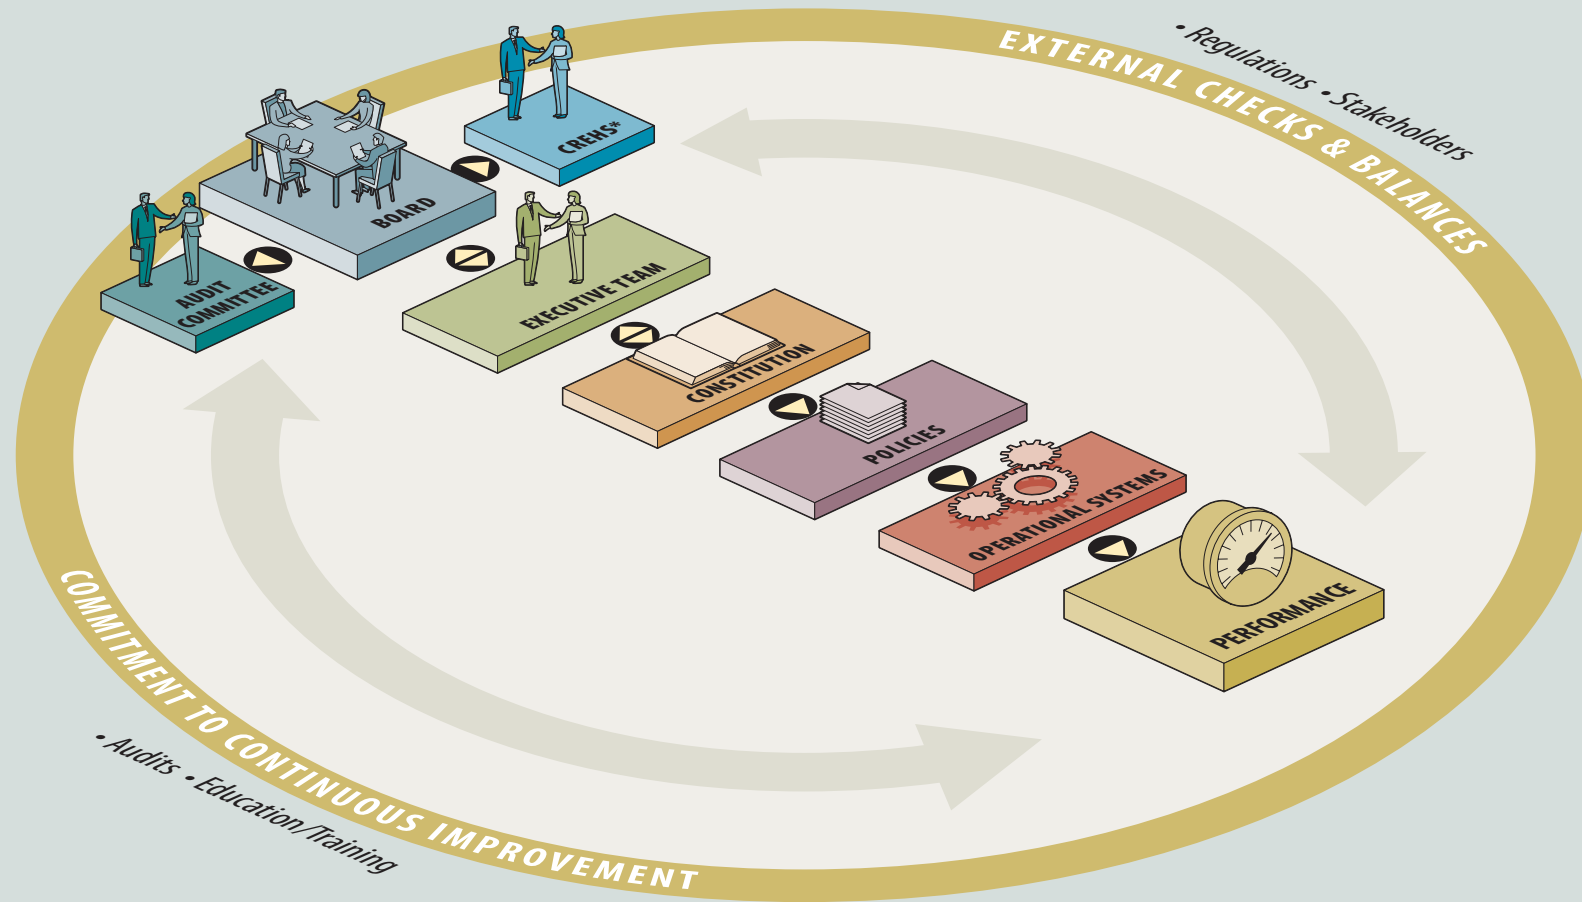 • Regulations • Stakeholders
EXTERNAL CHECKS & BALANCES
CREHS*
BOARD
AUDIT
COMMITTEE
EXECUTIVE TEAM
CONSTITUTION
POLICIES
OPERATIONAL SYSTEMS
PERFORMANCE
COMMITMENT TO CONTINUOUS IMPROVEMENT
• Audits • Education/Training